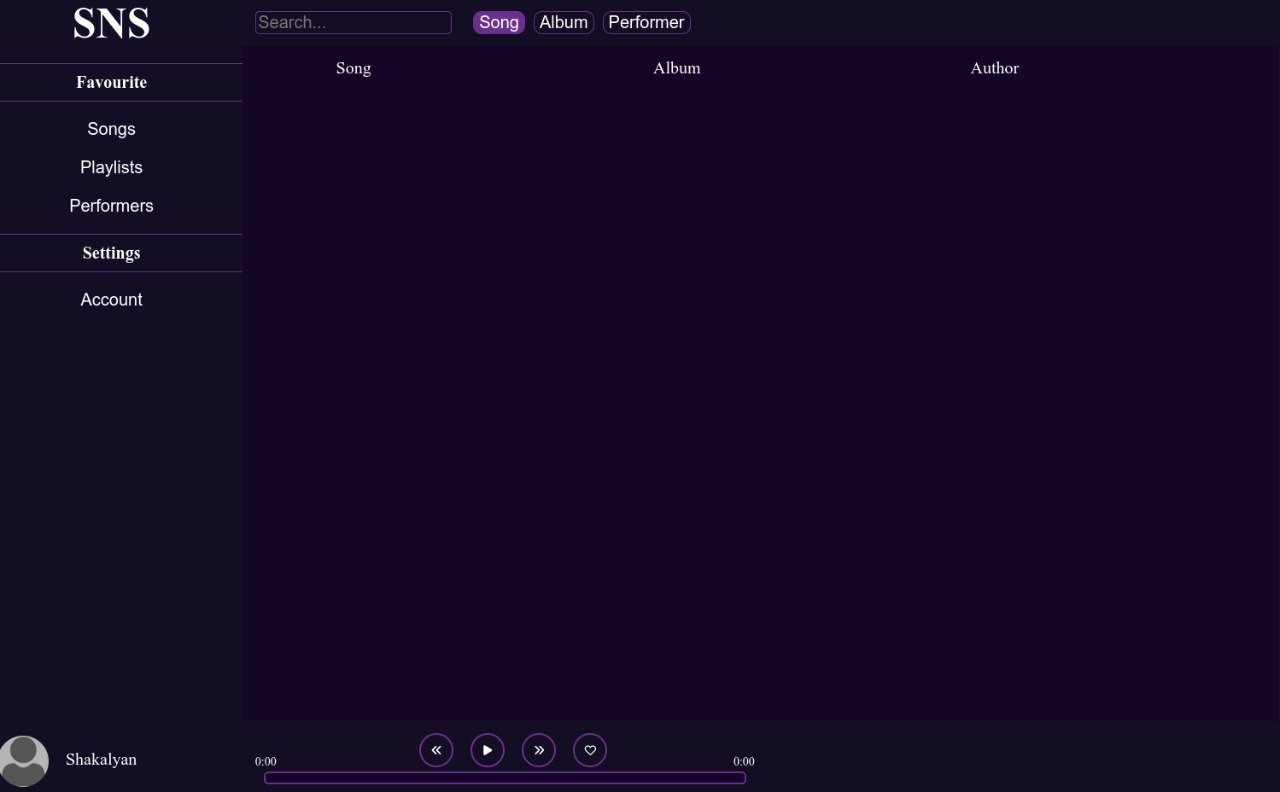 SNS
Search...
Song Album Performer
Favourite
Songs
Playlists
Performers
Settings
Account
Song Album Author
Shakalyan
0:00 0:00